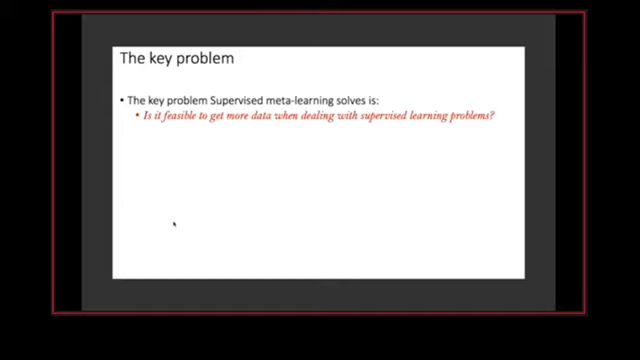 The key problem
• The key problem Supervised meta-learning solves is:
• Is it feasible to get more data when dealing with supervised learning problems?